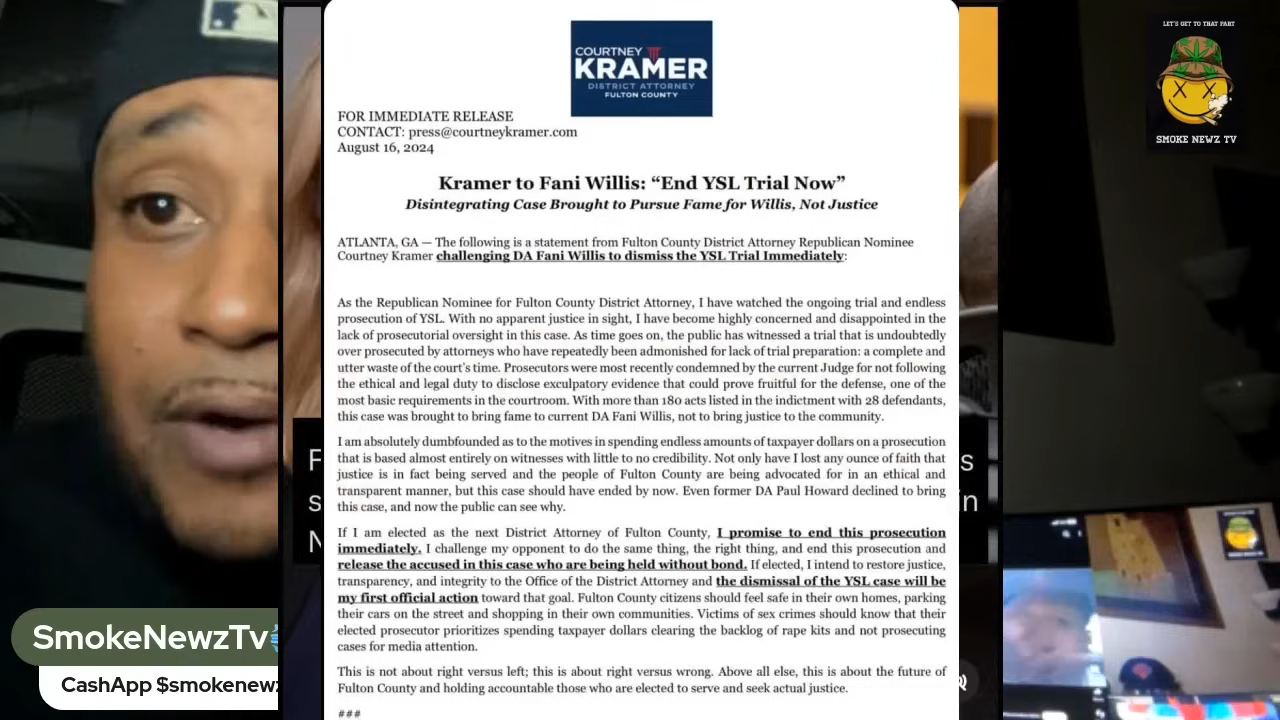 COURTNEY
KRAMER
DISTRICT ATTORNEY
FULTON COUNTY
FOR IMMEDIATE RELEASE
CONTACT: press@courtneykramer.com
August 16, 2024
Kramer to Fani Willis: “End YSL Trial Now”
Disintegrating Case Brought to Pursue Fame for Willis, Not Justice
ATLANTA, GA — The following is a statement from Fulton County District Attorney Republican Nominee
Courtney Kramer challenging DA Fani Willis to dismiss the YSL Trial Immediately:
As the Republican Nominee for Fulton County District Attorney, I have watched the ongoing trial and endless
prosecution of YSL. With no apparent justice in sight, I have become highly concerned and disappointed in the
lack of prosecutorial oversight in this case. As time goes on, the public has witnessed a trial that is undoubtedly
over prosecuted by attorneys who have repeatedly been admonished for lack of trial preparation: a complete and
utter waste of the court’s time. Prosecutors were most recently condemned by the current Judge for not following
the ethical and legal duty to disclose exculpatory evidence that could prove fruitful for the defense, one of the
most basic requirements in the courtroom. With more than 180 acts listed in the indictment with 28 defendants,
this case was brought to bring fame to current DA Fani Willis, not to bring justice to the community.
I am absolutely dumbfounded as to the motives in spending endless amounts of taxpayer dollars on a prosecution
that is based almost entirely on witnesses with little to no credibility. Not only have I lost any ounce of faith that
justice is in fact being served and the people of Fulton County are being advocated for in an ethical and
transparent manner, but this case should have ended by now. Even former DA Paul Howard declined to bring
this case, and now the public can see why.
If I am elected as the next District Attorney of Fulton County, I promise to end this prosecution
immediately. I challenge my opponent to do the same thing, the right thing, and end this prosecution and
release the accused in this case who are being held without bond. If elected, I intend to restore justice,
transparency, and integrity to the Office of the District Attorney and the dismissal of the YSL case will be
my first official action toward that goal. Fulton County citizens should feel safe in their own homes, parking
their cars on the street and shopping in their own communities. Victims of sex crimes should know that their
elected prosecutor prioritizes spending taxpayer dollars clearing the backlog of rape kits and not prosecuting
cases for media attention.
This is not about right versus left; this is about right versus wrong. Above all else, this is about the future of
Fulton County and holding accountable those who are elected to serve and seek actual justice.
###
LET'S GET TO THAT PART
SMOKE NEWZ TV
SmokeNewzTv
CashApp $smokenewz
F
s
N
s
in